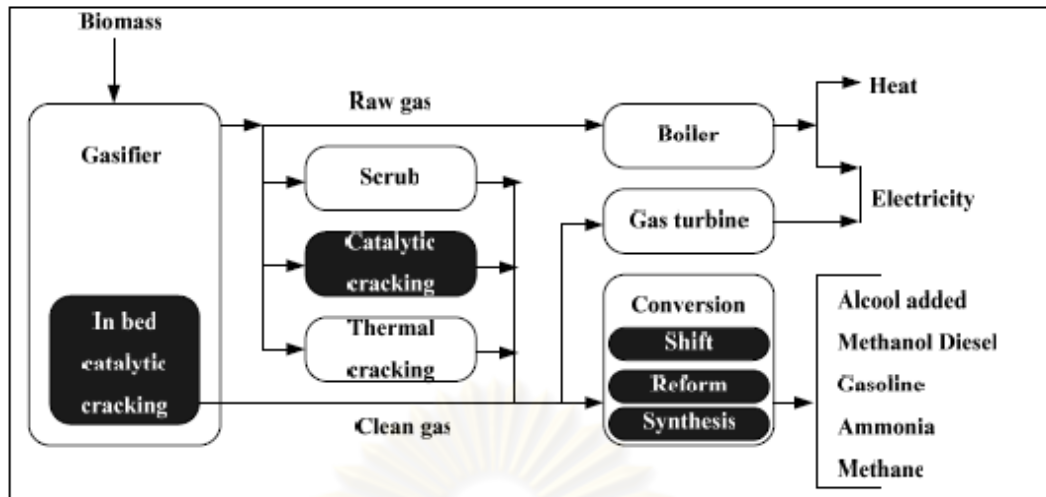 Biomass
Gasifier
In bed
catalytic
cracking
Raw gas
Scrub
Catalytic
cracking
Thermal
cracking
Clean gas
Boiler
Gas turbine
Conversion
Shift
Reform
Synthesis
Heat
Electricity
Alcool added
Methanol Diesel
Gasoline
Ammonia
Methane